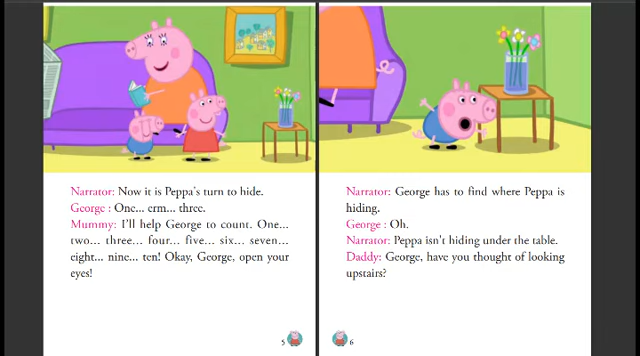 Narrator: Now it is Peppa's turn to hide.
George : One... erm... three.
Mummy: I'll help George to count. One...
two... three... four... five... six... seven...
eight... nine... ten! Okay, George, open your
eyes!
5
Narrator: George has to find where Peppa is
hiding.
George : Oh.
Narrator: Peppa isn't hiding under the table.
Daddy: George, have you thought of looking
upstairs?
6